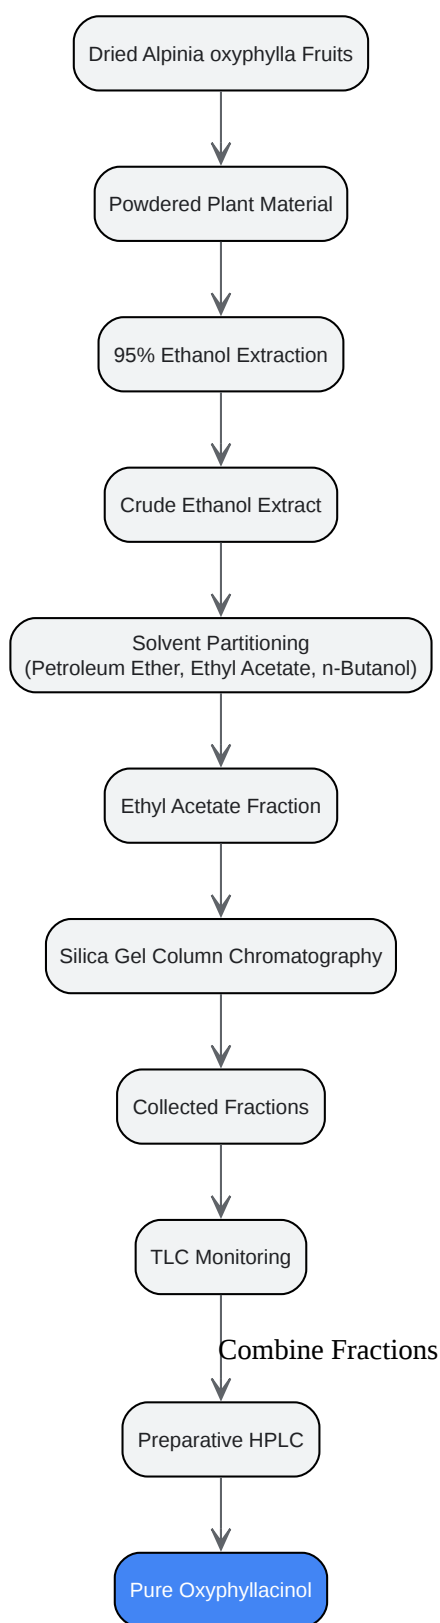 Dried Alpinia oxyphylla Fruits
Powdered Plant Material
95% Ethanol Extraction
Crude Ethanol Extract
Solvent Partitioning
(Petroleum Ether, Ethyl Acetate, n-Butanol)
Ethyl Acetate Fraction
Silica Gel Column Chromatography
Collected Fractions
TLC Monitoring
Combine Fractions
Preparative HPLC
Pure Oxyphyllacinol